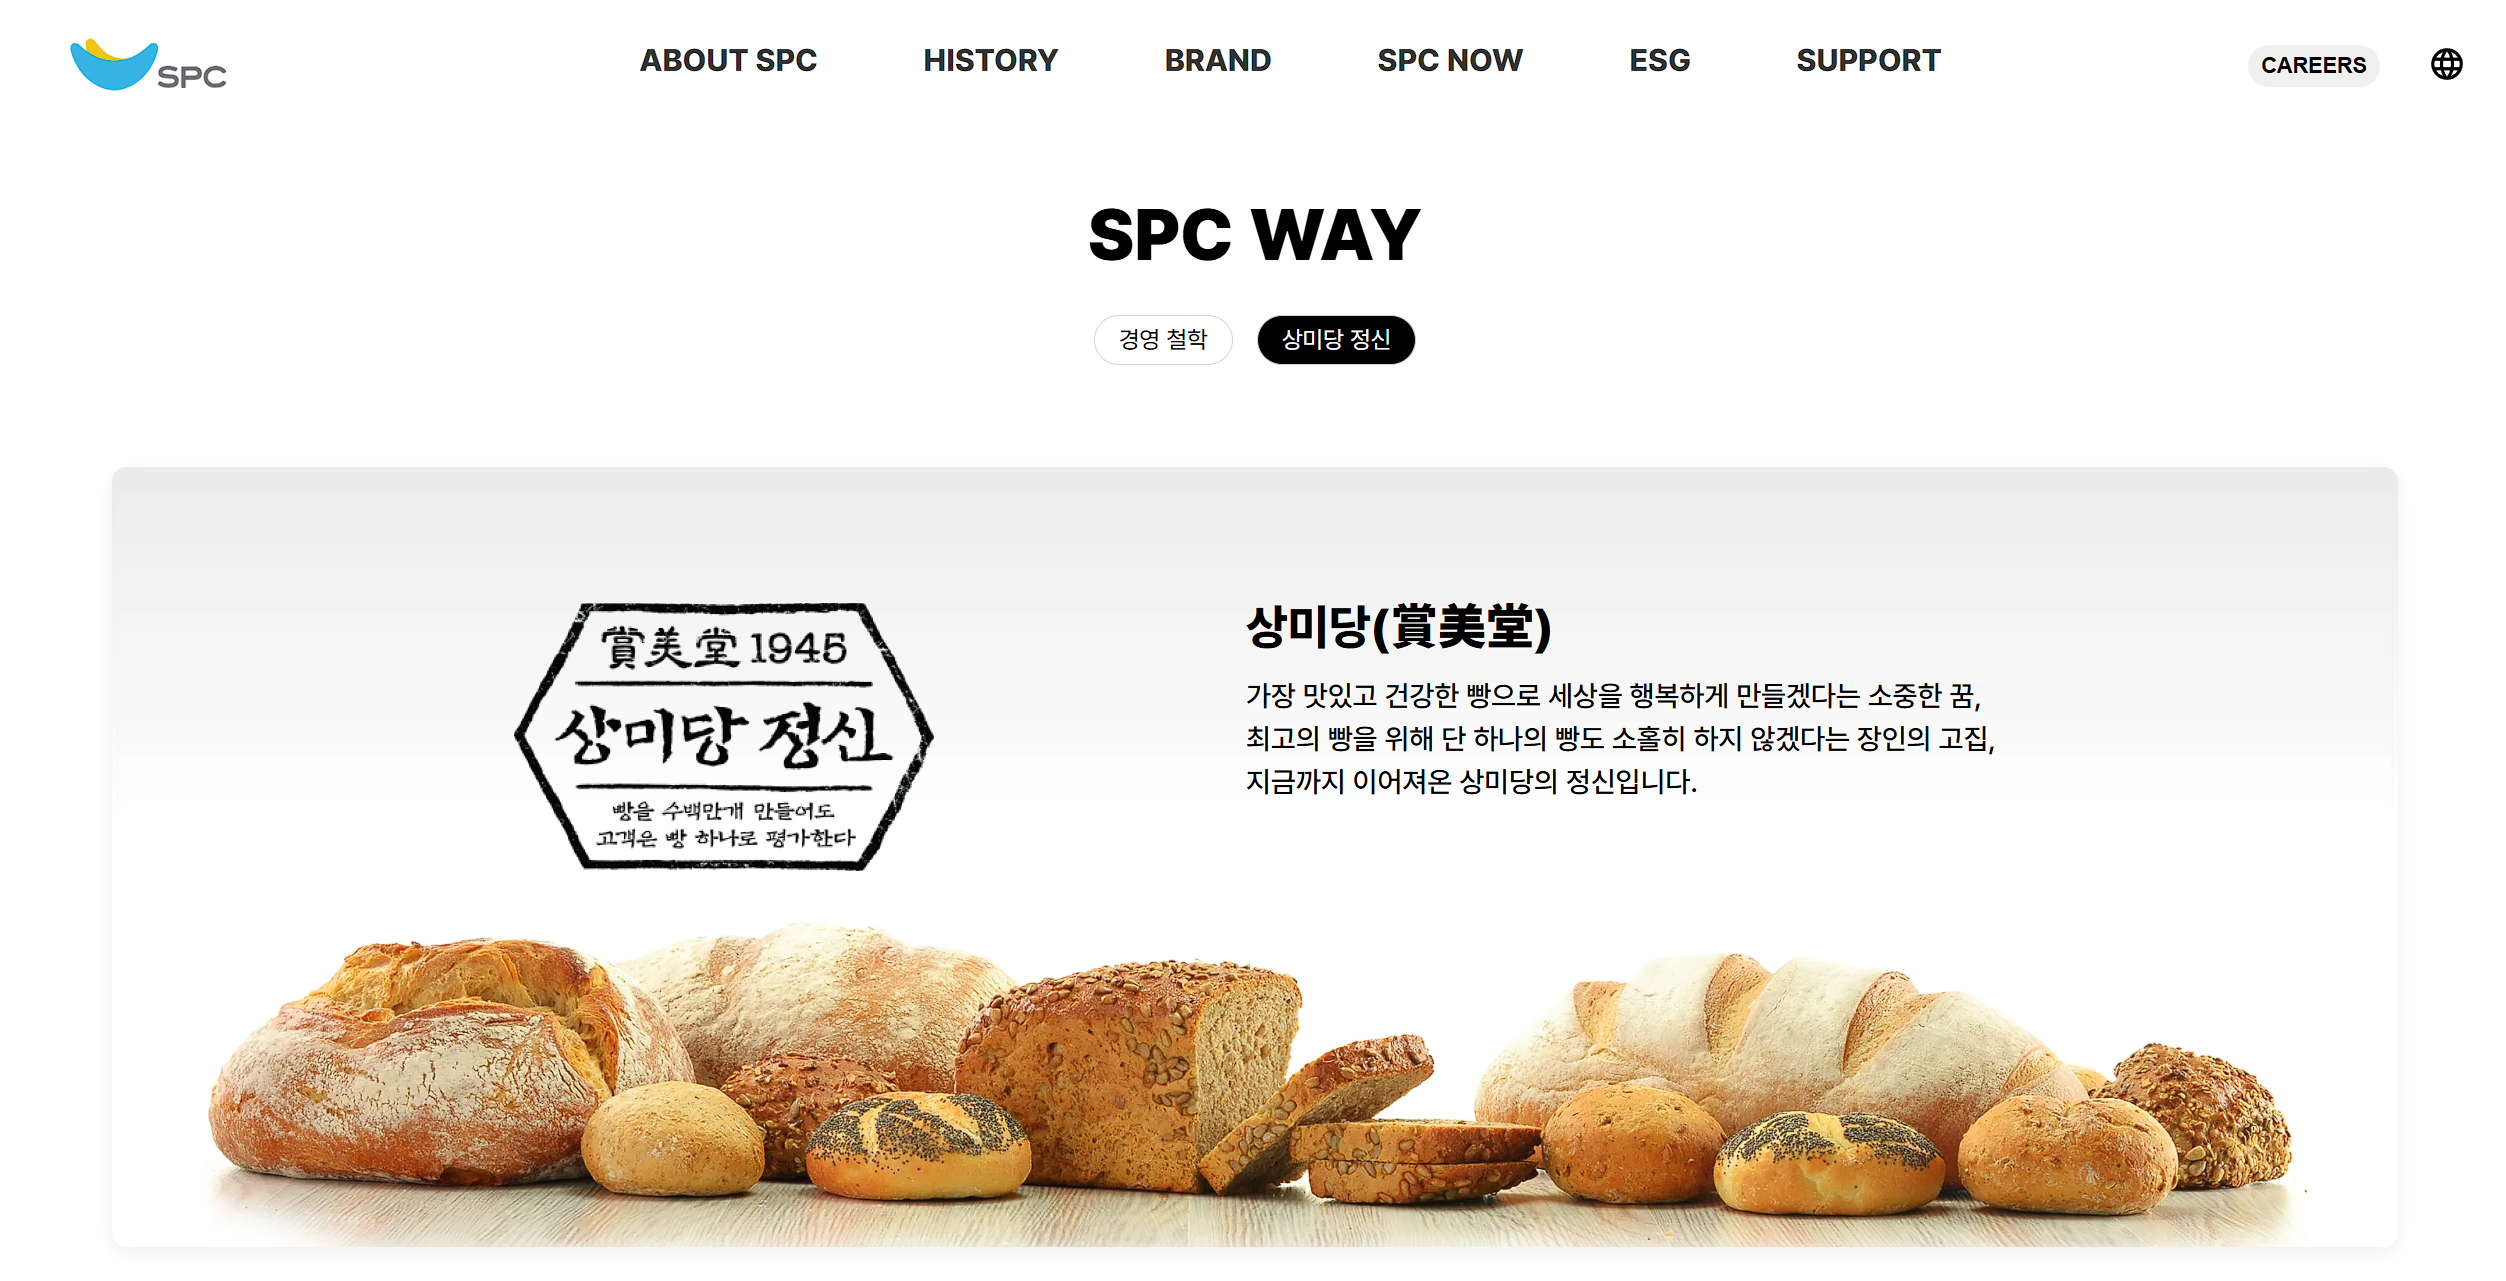 SPC
ABOUT SPC
HISTORY
BRAND
SPC NOW
ESG
SUPPORT
CAREERS
SPC WAY
경영 철학
상미당 정신
賞美堂 1945
상미당 정신
빵을 수백만개 만들어도
고객은 빵 하나로 평가한다
상미당(賞美堂)
가장 맛있고 건강한 빵으로 세상을 행복하게 만들겠다는 소중한 꿈,
최고의 빵을 위해 단 하나의 빵도 소홀히 하지 않겠다는 장인의 고집,
지금까지 이어져온 상미당의 정신입니다.